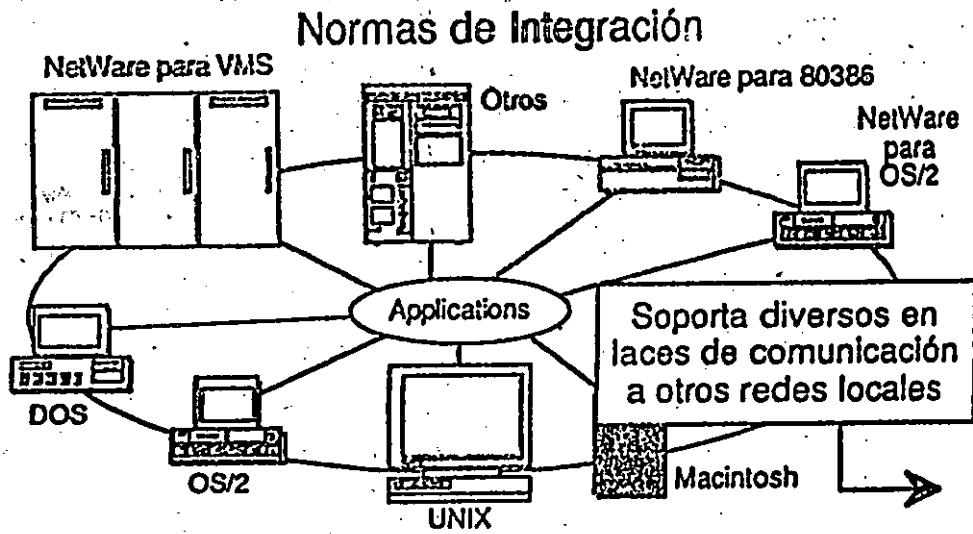 Normas de Integración
NetWare para VMS
Otros
NetWare para 80386
NetWare
para
OS/2
Applications
Soporta diversos en
laces de comunicación
a otros redes locales
DOS
OS/2
UNIX
Macintosh